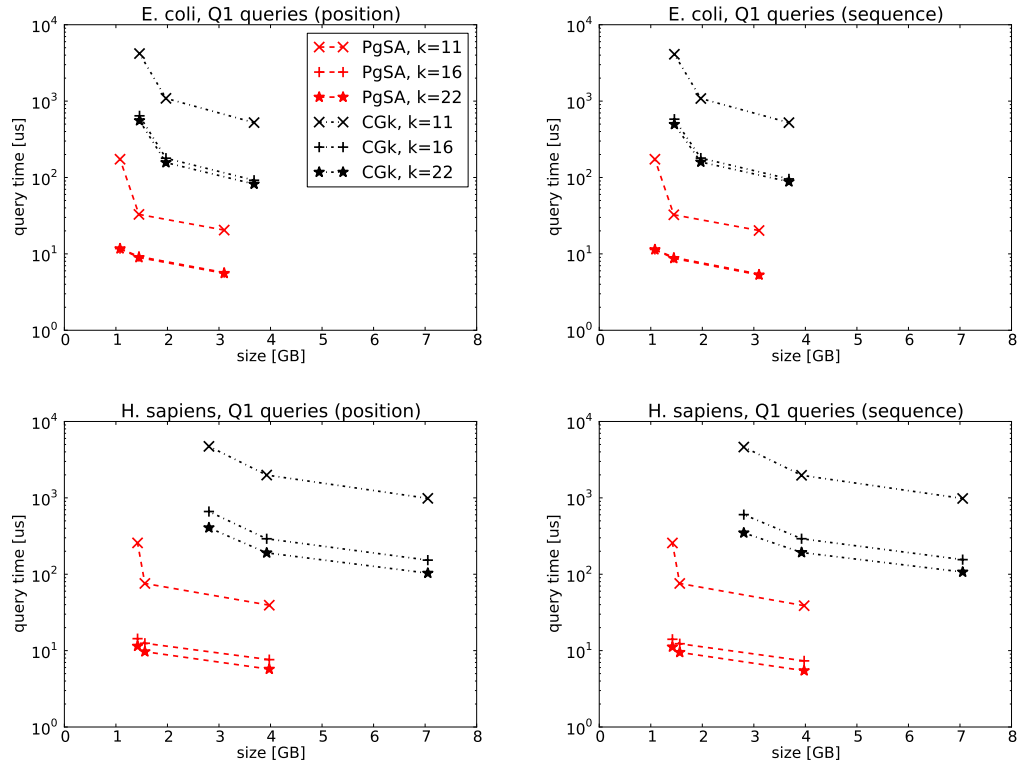 E. coli, Q1 queries (position)
query time [us]
10^4
10^3
10^2
10^1
10^0
PgSA, k=11
PgSA, k=16
PgSA, k=22
CGk, k=11
CGk, k=16
CGk, k=22
0 1 2 3 4 5 6 7 8
size [GB]
E. coli, Q1 queries (sequence)
query time [us]
10^4
10^3
10^2
10^1
10^0
0 1 2 3 4 5 6 7 8
size [GB]
H. sapiens, Q1 queries (position)
query time [us]
10^4
10^3
10^2
10^1
10^0
0 1 2 3 4 5 6 7 8
size [GB]
H. sapiens, Q1 queries (sequence)
query time [us]
10^4
10^3
10^2
10^1
10^0
0 1 2 3 4 5 6 7 8
size [GB]